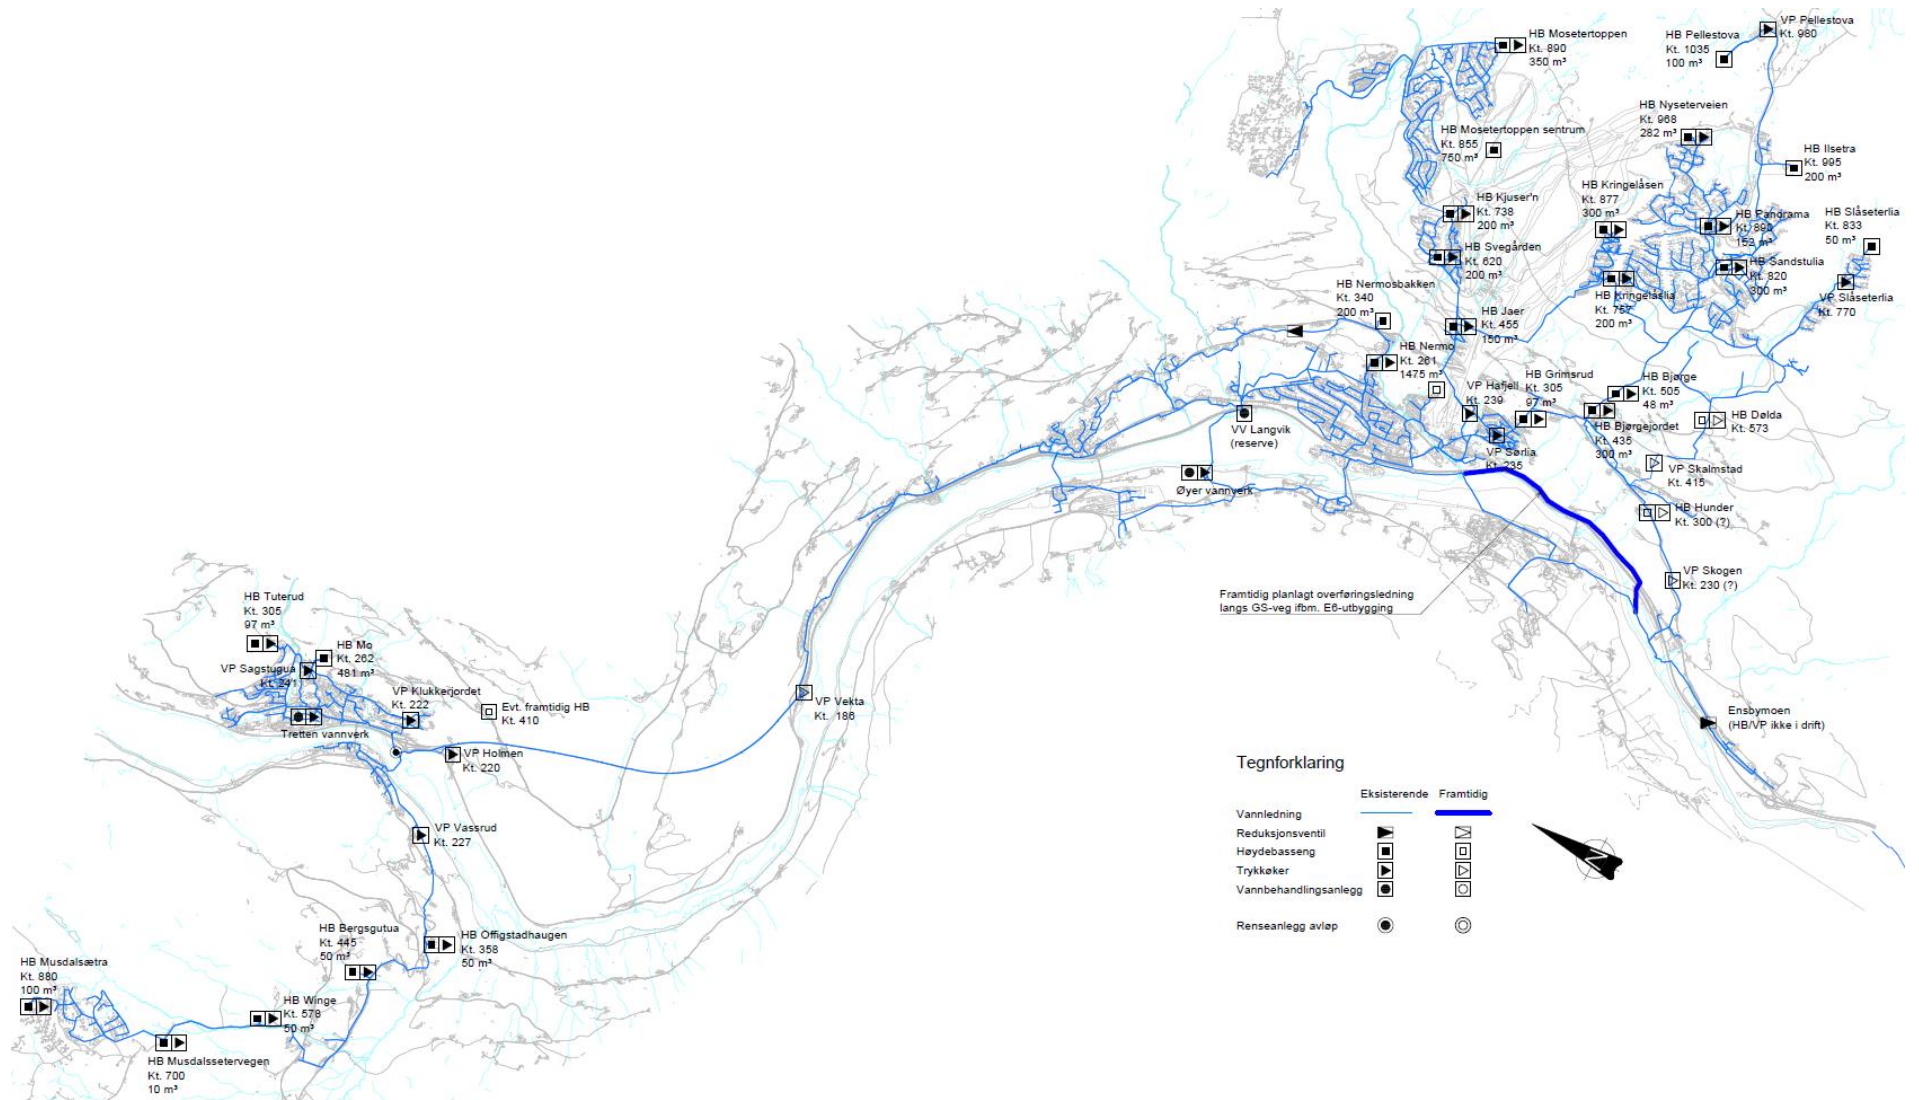 HB Mosetertoppen
Kt. 890
350 m³
HB Pellestova
Kt. 1035
100 m³
VP Pellestova
Kt. 980
HB Mosetertoppen sentrum
Kt. 855
750 m³
HB Nyseterveien
Kt. 968
282 m³
HB Ilsetra
Kt. 995
200 m³
HB Kjuser'n
Kt. 738
200 m³
HB Kringelåsen
Kt. 877
300 m³
HB Panorama
Kt. 890
152 m³
HB Slåseterlia
Kt. 833
50 m³
HB Svegården
Kt. 620
200 m³
HB Sandstulia
Kt. 820
300 m³
HB Kringelåslia
Kt. 757
200 m³
VP Slåseterlia
Kt. 770
HB Nermosbakken
Kt. 340
200 m³
HB Jaer
Kt. 455
150 m³
HB Nermo
Kt. 261
1475 m³
VP Hafjell
Kt. 239
HB Grimsrud
Kt. 305
97 m³
HB Bjørge
Kt. 505
48 m³
HB Dølda
Kt. 573
VV Langvik
(reserve)
VP Sørlia
Kt. 235
HB Bjørgejordet
Kt. 435
300 m³
VP Skalmstad
Kt. 415
Øyer vannverk
HB Hunder
Kt. 300 (?)
VP Skogen
Kt. 230 (?)
Framtidig planlagt overføringsledning
langs GS-veg ifbm. E6-utbygging
HB Tuterud
Kt. 305
97 m³
HB Mo
Kt. 262
481 m³
VP Sagstugua
Kt. 241
VP Klukkerjordet
Kt. 222
Evt. framtidig HB
Kt. 410
Tretten vannverk
VP Holmen
Kt. 220
VP Vekta
Kt. 186
Ensbymoen
(HB/VP ikke i drift)
VP Vassrud
Kt. 227
HB Bergsgutua
Kt. 445
50 m³
HB Offigstadhaugen
Kt. 358
50 m³
HB Musdalsætra
Kt. 880
100 m³
HB Winge
Kt. 578
50 m³
HB Musdalssetervegen
Kt. 700
10 m³
Tegnforklaring
Eksisterende Framtidig
Vannledning
Reduksjonsventil
Høydebasseng
Trykkøker
Vannbehandlingsanlegg
Renseanlegg avløp
N